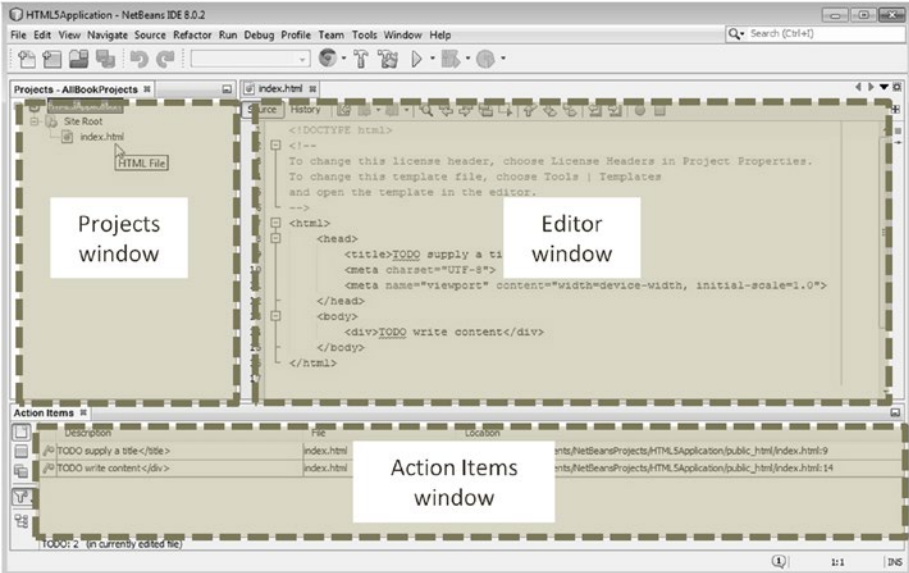 HTML5Application - NetBeans IDE 8.0.2
File Edit View Navigate Source Refactor Run Debug Profile Team Tools Window Help
Search (Ctrl+I)
Projects - AllBookProjects
index.html
Source History
Site Root
index.html
HTML File
Projects
window
<!DOCTYPE html>
<!--
To change this license header, choose License Headers in Project Properties.
To change this template file, choose Tools | Templates
and open the template in the editor.
-->
<html>
<head>
<title>TODO supply a ti
<meta charset="UTF-8">
<meta name="viewport" content="width=device-width, initial-scale=1.0">
</head>
<body>
<div>TODO write content</div>
</body>
</html>
Editor
window
Action Items
Description File Location
TODO supply a title</title> index.html ents/NetBeansProjects/HTML5Application/public_html/index.html:9
TODO write content</div> index.html ents/NetBeansProjects/HTML5Application/public_html/index.html:14
Action Items
window
TODO: 2 (in currently edited file)
1:1 INS